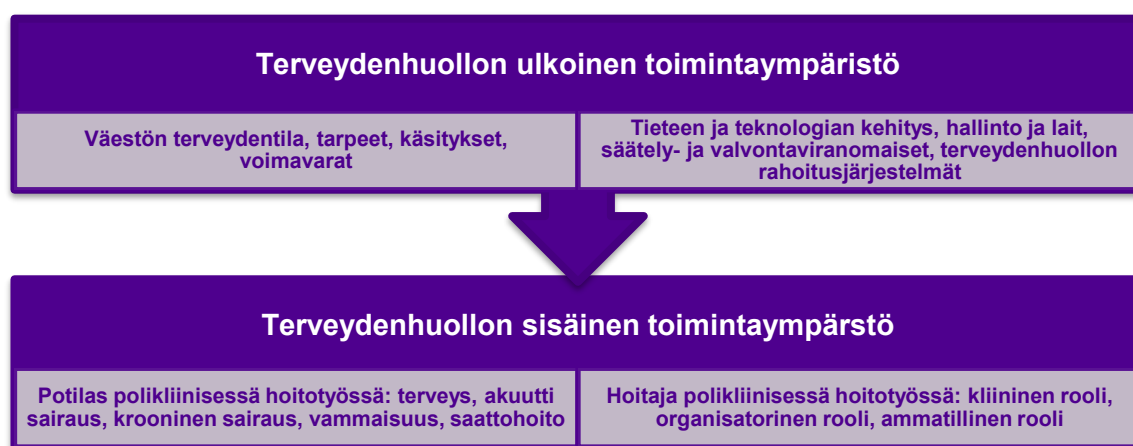 Terveydenhuollon ulkoinen toimintaympäristö
Väestön terveydentila, tarpeet, käsitykset,
voimavarat
Tieteen ja teknologian kehitys, hallinto ja lait,
säätely- ja valvontaviranomaiset, terveydenhuollon
rahoitusjärjestelmät
Terveydenhuollon sisäinen toimintaympärstö
Potilas polikliinisessä hoitotyössä: terveys, akuutti
sairaus, krooninen sairaus, vammaisuus, saattohoito
Hoitaja polikliinisessä hoitotyössä: kliininen rooli,
organisatorinen rooli, ammatillinen rooli